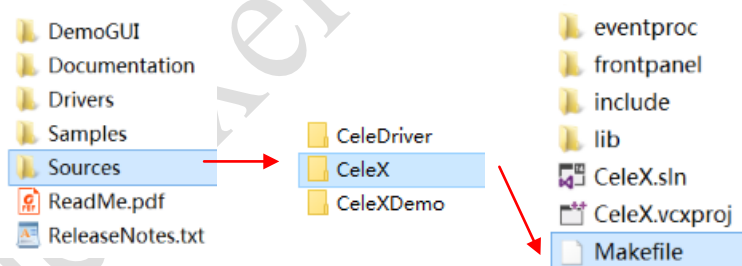 DemoGUI
Documentation
Drivers
Samples
Sources
ReadMe.pdf
ReleaseNotes.txt
CeleDriver
CeleX
CeleXDemo
eventproc
frontpanel
include
lib
CeleX.sln
CeleX.vcxproj
Makefile